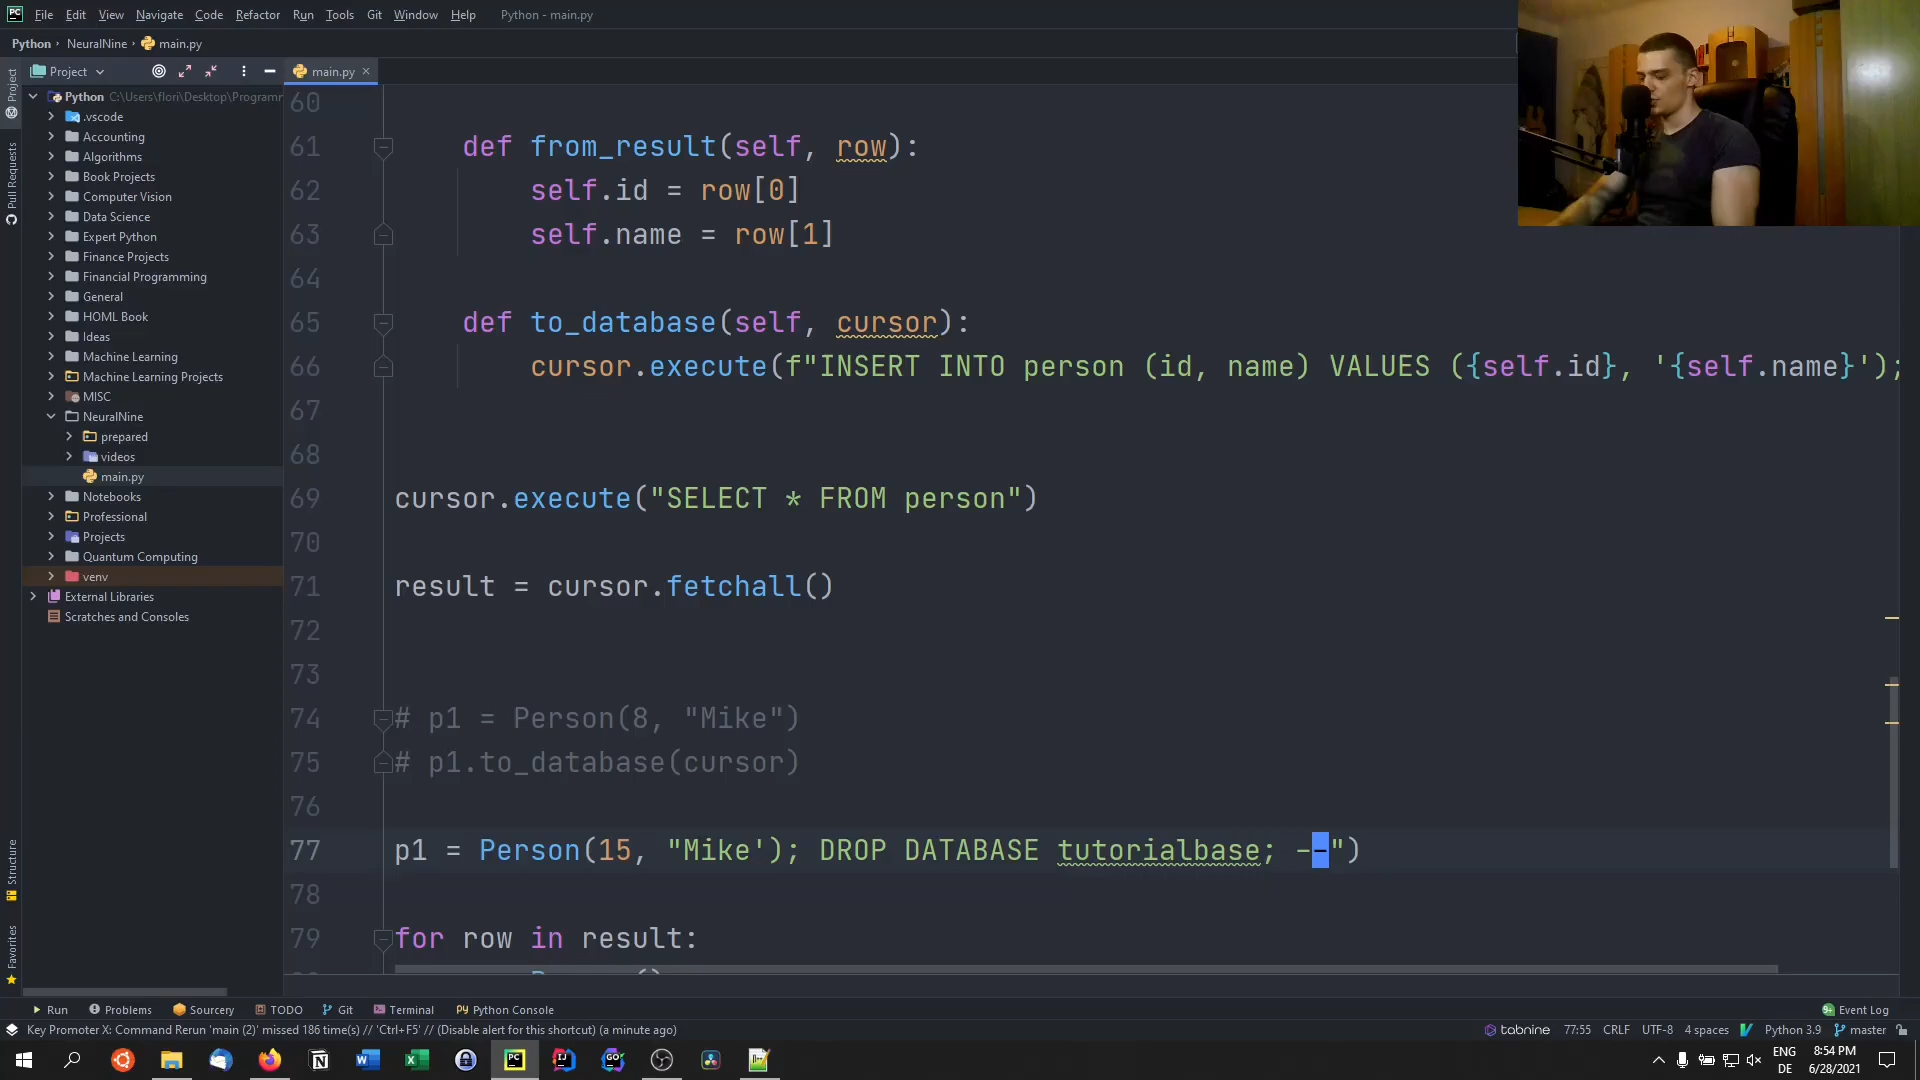 PC File Edit View Navigate Code Refactor Run Tools Git Window Help Python - main.py
Python › NeuralNine › main.py
Project
main.py
Python C:\Users\flori\Desktop\Programr
.vscode
Accounting
Algorithms
Book Projects
Computer Vision
Data Science
Expert Python
Finance Projects
Financial Programming
General
HOML Book
Ideas
Machine Learning
Machine Learning Projects
MISC
NeuralNine
prepared
videos
main.py
Notebooks
Professional
Projects
Quantum Computing
venv
External Libraries
Scratches and Consoles
Project
Pull Requests
Structure
Favorites
60
61 def from_result(self, row):
62 self.id = row[0]
63 self.name = row[1]
64
65 def to_database(self, cursor):
66 cursor.execute(f"INSERT INTO person (id, name) VALUES ({self.id}, '{self.name}');
67
68
69 cursor.execute("SELECT * FROM person")
70
71 result = cursor.fetchall()
72
73
74 # p1 = Person(8, "Mike")
75 # p1.to_database(cursor)
76
77 p1 = Person(15, "Mike'); DROP DATABASE tutorialbase; --")
78
79 for row in result:
Run Problems TODO Sourcery Git Terminal Python Console Event Log
Key Promoter X: Command Rerun 'main (2)' missed 186 time(s) // 'Ctrl+F5' // (Disable alert for this shortcut) (a minute ago)
tabnine 77:55 CRLF UTF-8 4 spaces Python 3.9 master
ENG
DE
8:54 PM
6/28/2021